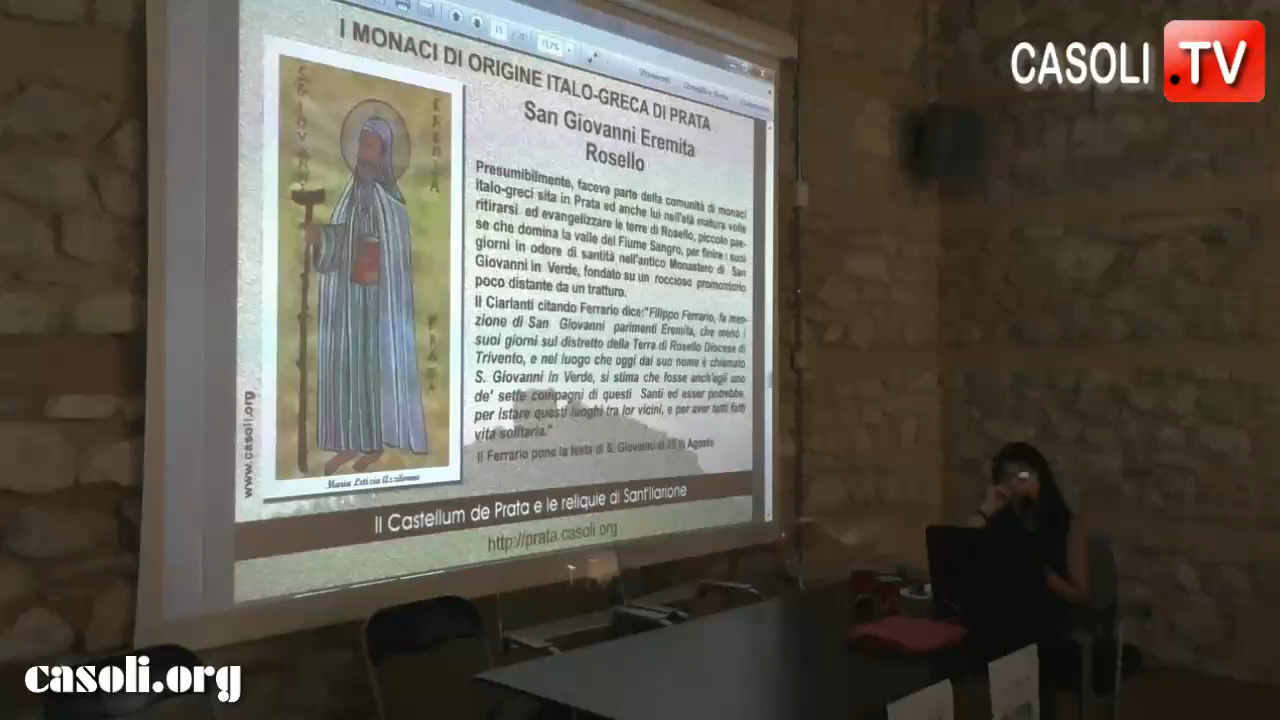 CASOLI .TV
I MONACI DI ORIGINE ITALO-GRECA DI PRATA
San Giovanni Eremita
Rosello
Presumibilmente, faceva parte della comunità di monaci
italo-greci sita in Prata ed anche lui nell'età matura volle
ritirarsi ed evangelizzare le terre di Rosello, piccolo pae-
se che domina la valle del Fiume Sangro, per finire i suoi
giorni in odore di santità nell'antico Monastero di San
Giovanni in Verde, fondato su un roccioso promontorio
poco distante da un tratturo.
Il Ciarlanti citando Ferrario dice:"Filippo Ferrario, fa men-
zione di San Giovanni parimenti Eremita, che menò i
suoi giorni sul distretto della Terra di Rosello Diocese di
Trivento, e nel luogo che oggi dal suo nome è chiamato
S. Giovanni in Verde, si stima che fosse anch'egli uno
de' sette compagni di questi Santi ed esser potrebbe,
per istare questi luoghi tra lor vicini, e per aver tutti fatti
vita solitaria."
Il Ferrario pone la festa di S. Giovanni al di Agosto
www.casoli.org
Maria Letizia
Il Castellum de Prata e le reliquie di Sant'Ilarione
http://prata.casoli.org
casoli.org